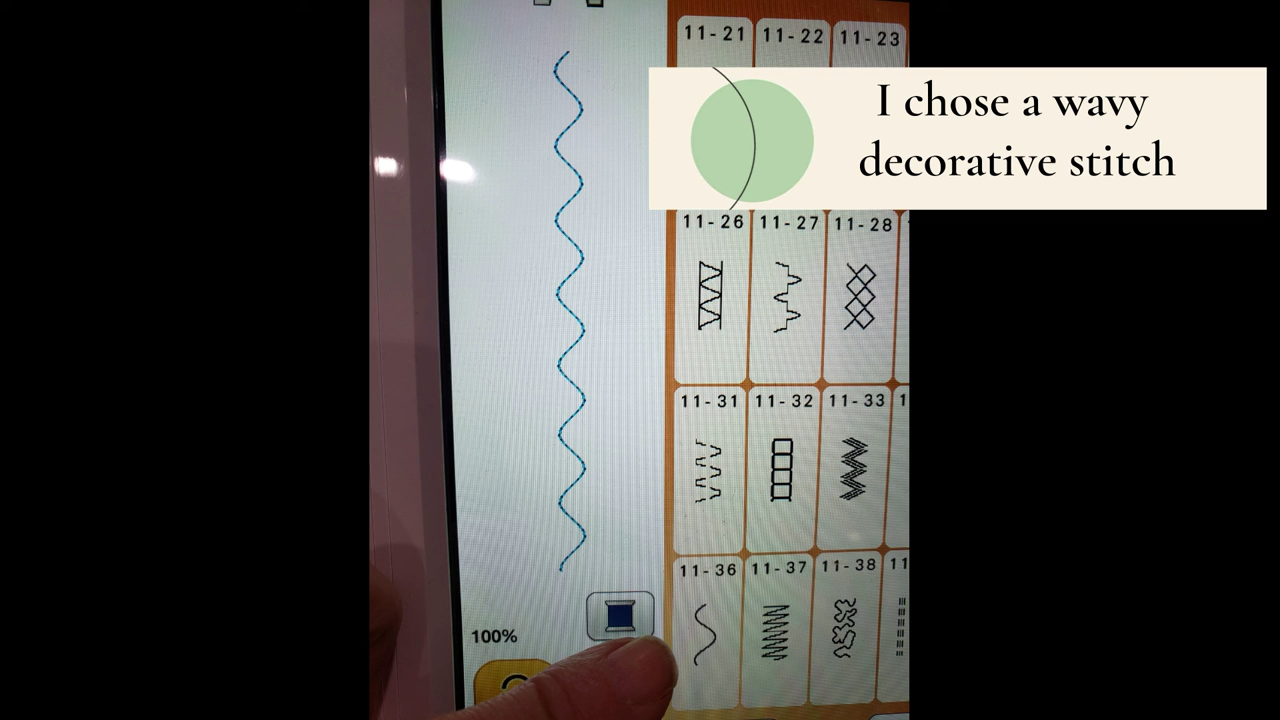 11-21 11-22 11-23
I chose a wavy
decorative stitch
11-26 11-27 11-28
11-31 11-32 11-33
11-36 11-37 11-38 11
100%